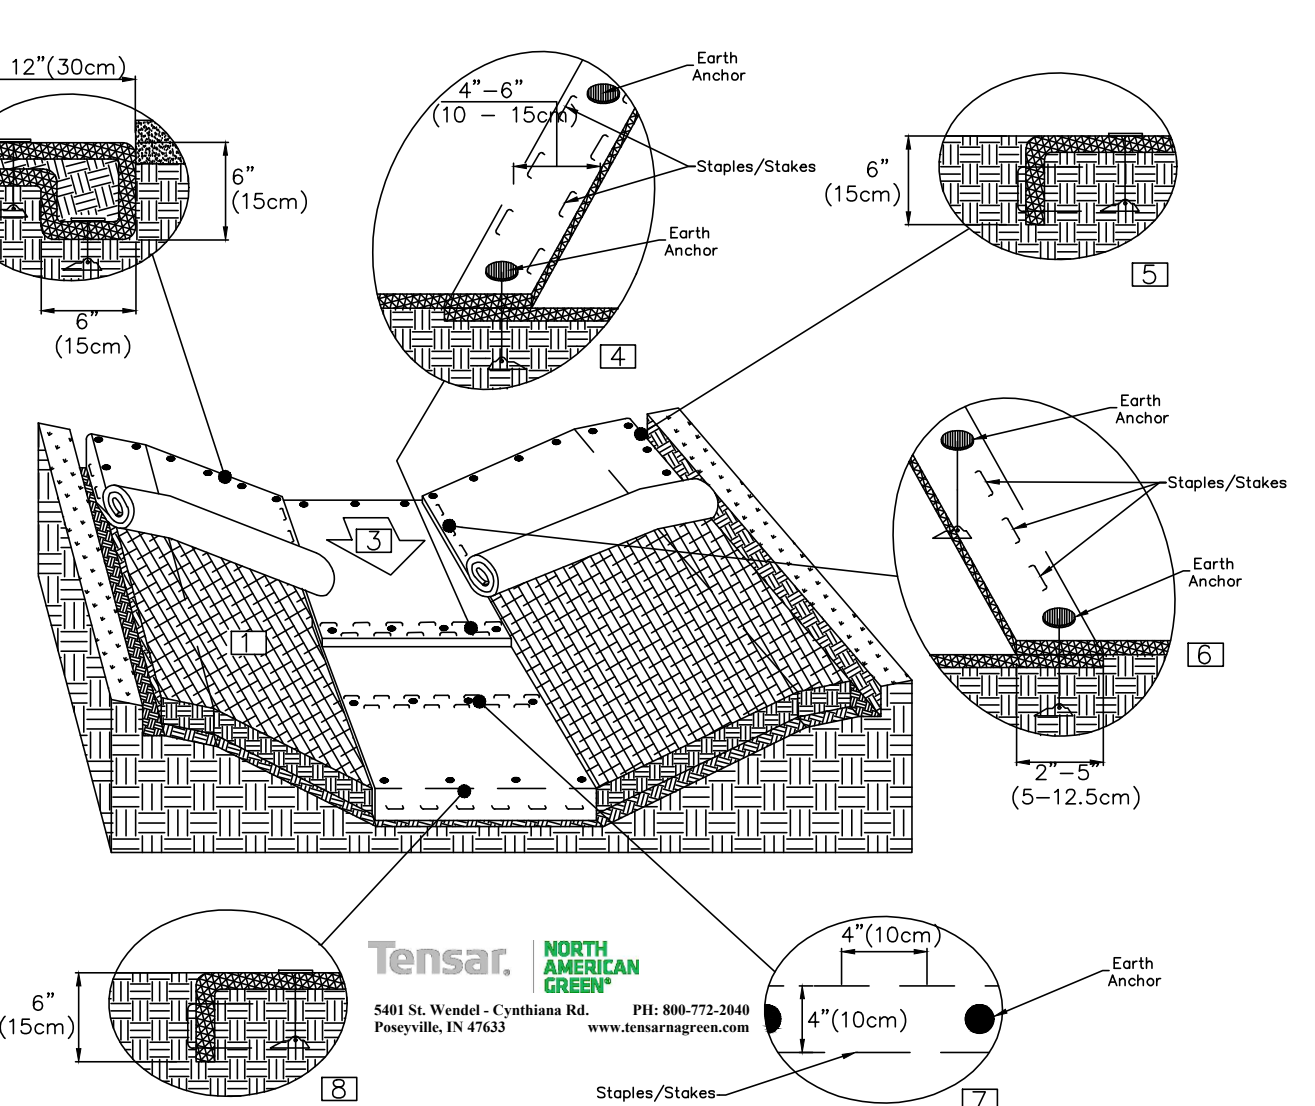 12"(30cm)
6"
(15cm)
6"
(15cm)
4"-6"
(10 - 15cm)
Earth
Anchor
Staples/Stakes
Earth
Anchor
4
6"
(15cm)
5
3
1
Earth
Anchor
Staples/Stakes
Earth
Anchor
6
2"-5"
(5-12.5cm)
6"
(15cm)
8
Tensar®
NORTH
AMERICAN
GREEN®
5401 St. Wendel - Cynthiana Rd. PH: 800-772-2040
Poseyville, IN 47633 www.tensarnagreen.com
4"(10cm)
4"(10cm)
Earth
Anchor
Staples/Stakes
7